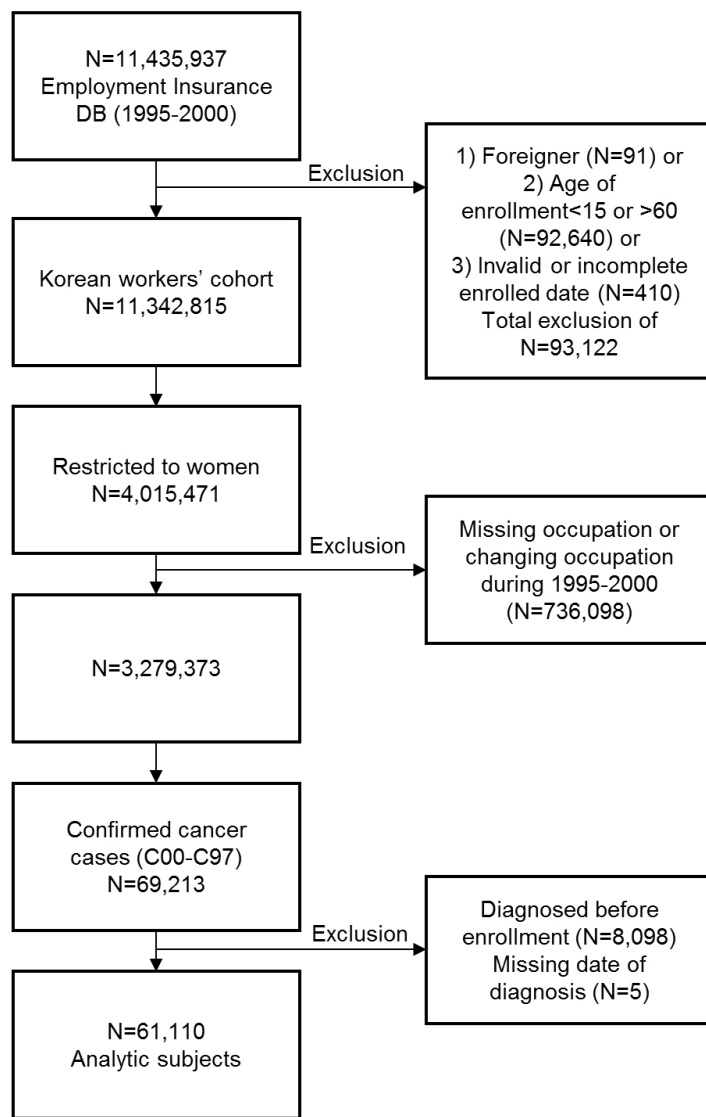 N=11,435,937
Employment Insurance
DB (1995-2000)
Exclusion
1) Foreigner (N=91) or
2) Age of
enrollment<15 or >60
(N=92,640) or
3) Invalid or incomplete
enrolled date (N=410)
Total exclusion of
N=93,122
Korean workers’ cohort
N=11,342,815
Restricted to women
N=4,015,471
Exclusion
Missing occupation or
changing occupation
during 1995-2000
(N=736,098)
N=3,279,373
Confirmed cancer
cases (C00-C97)
N=69,213
Exclusion
Diagnosed before
enrollment (N=8,098)
Missing date of
diagnosis (N=5)
N=61,110
Analytic subjects